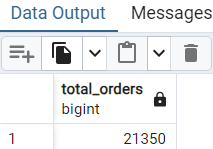 Data Output Messages
total_orders
bigint
1 21350